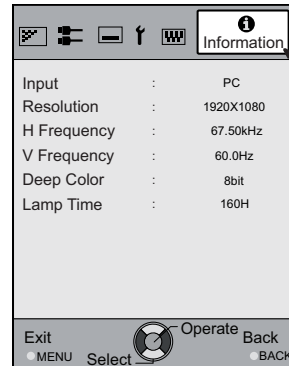 Information
Input : PC
Resolution : 1920X1080
H Frequency : 67.50kHz
V Frequency : 60.0Hz
Deep Color : 8bit
Lamp Time : 160H
Exit
MENU
Select
Operate
Back
BACK